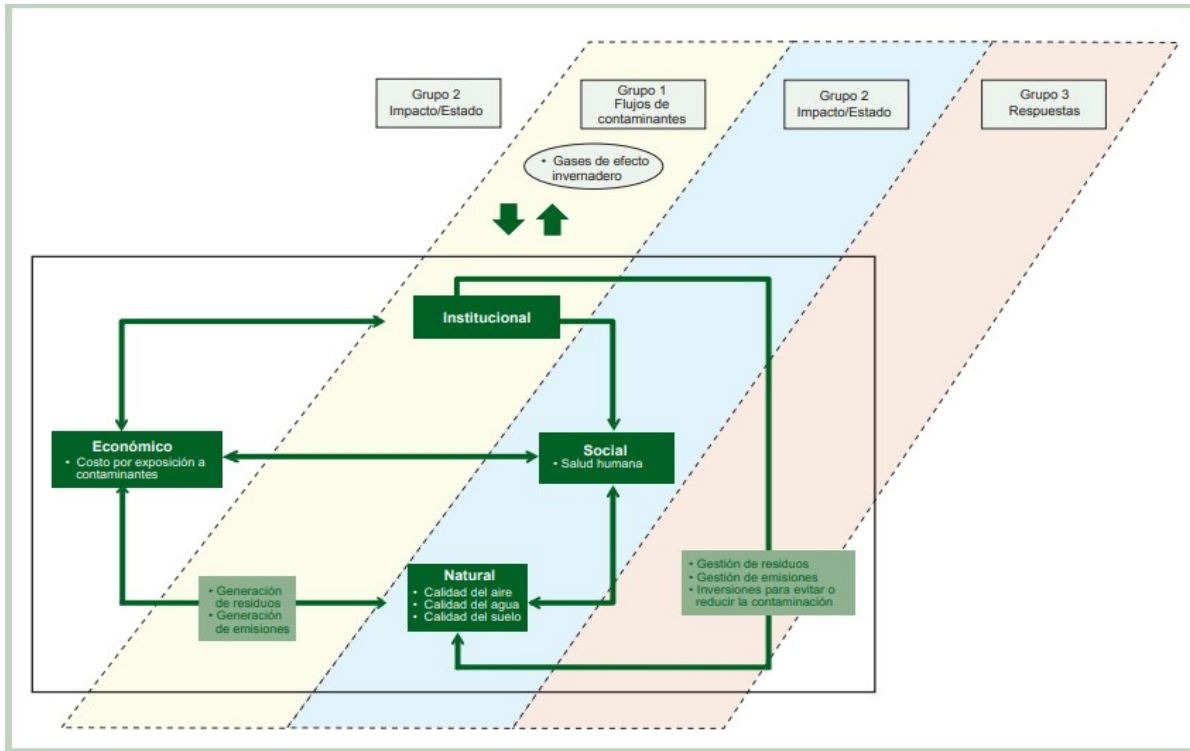 Grupo 2
Impacto/Estado
Grupo 1
Flujos de
contaminantes
Grupo 2
Impacto/Estado
Grupo 3
Respuestas
• Gases de efecto
invernadero
Institucional
Económico
• Costo por exposición a
contaminantes
Social
• Salud humana
• Generación
de residuos
• Generación
de emisiones
Natural
• Calidad del aire
• Calidad del agua
• Calidad del suelo
• Gestión de residuos
• Gestión de emisiones
• Inversiones para evitar o
reducir la contaminación